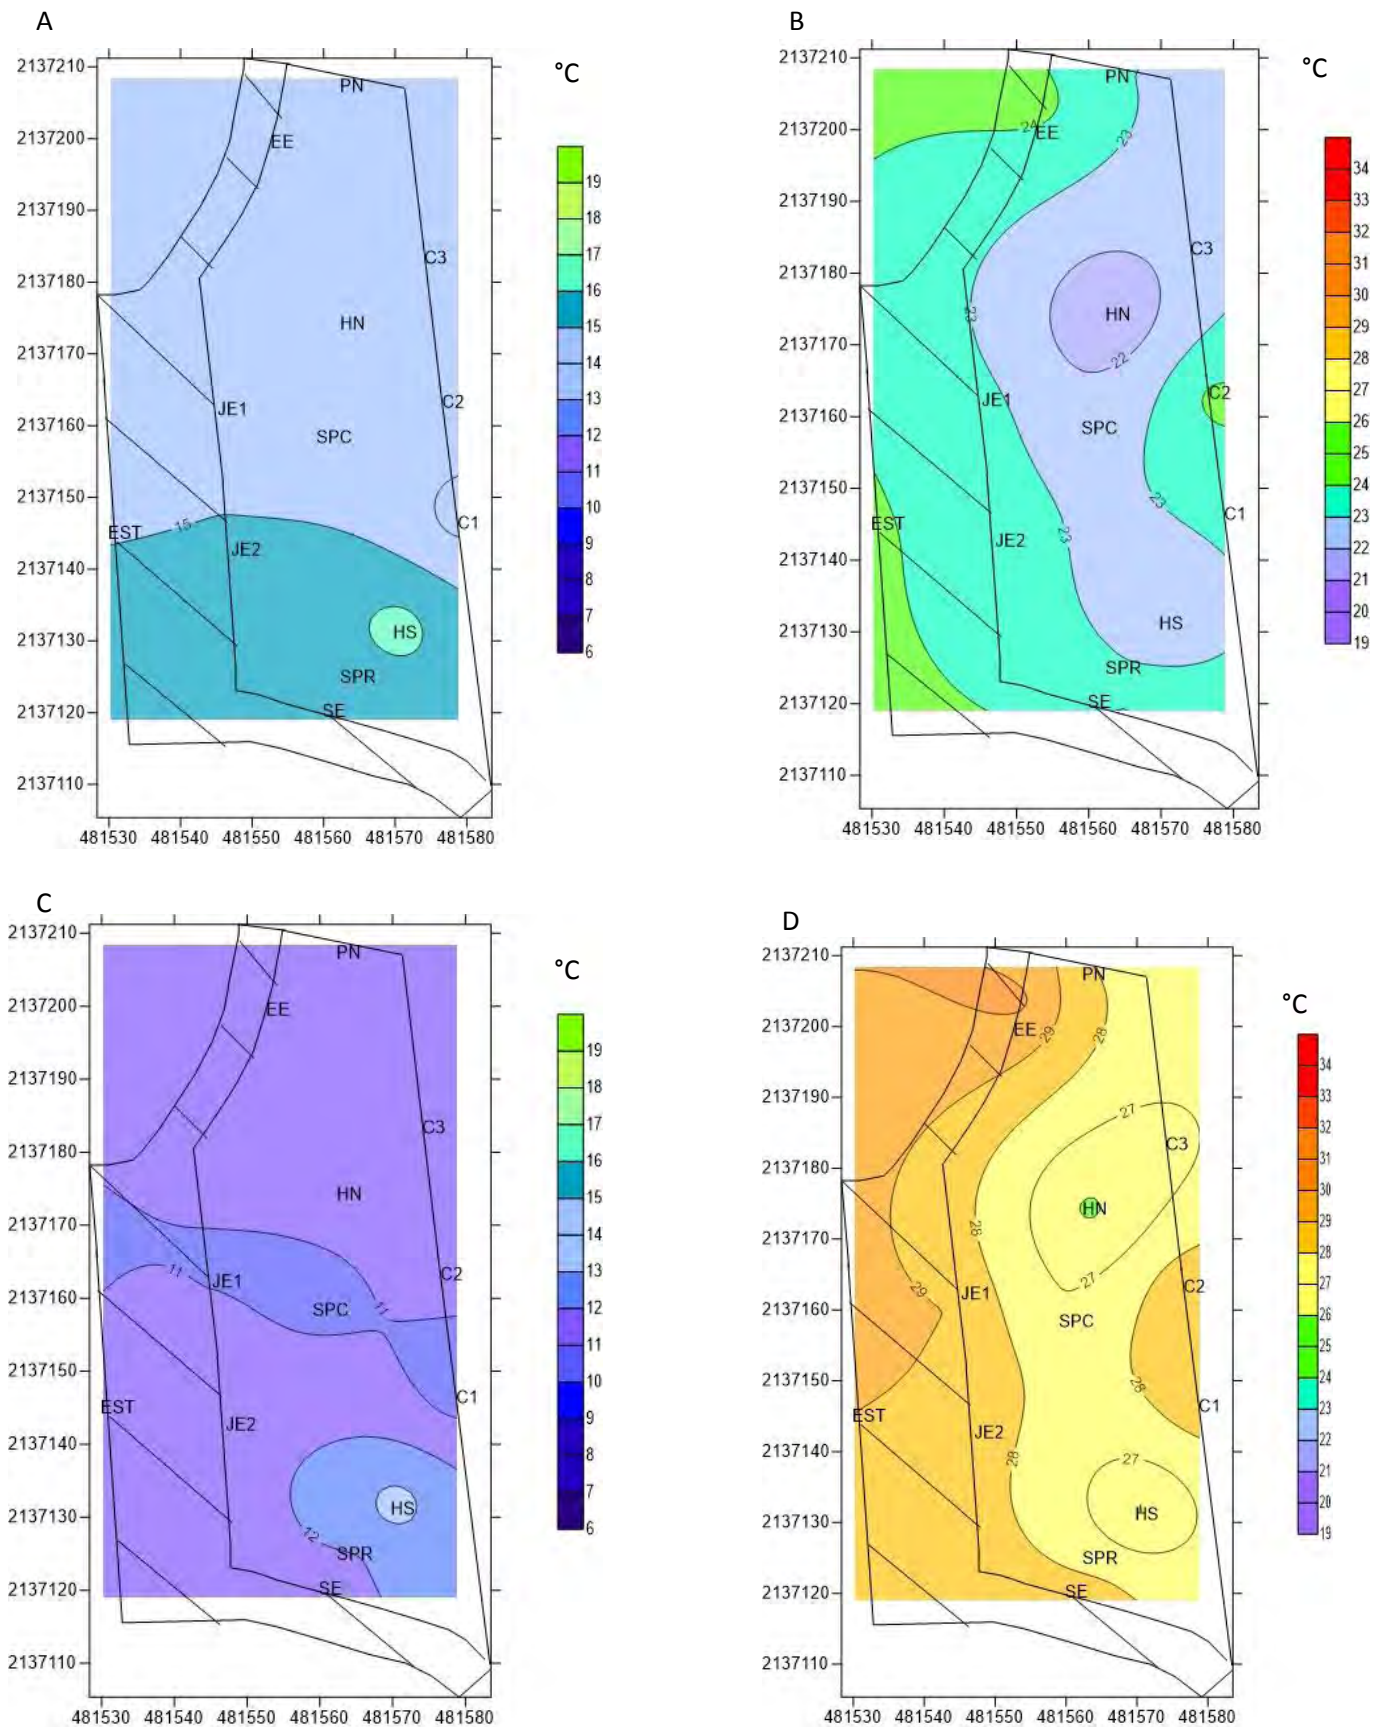 A
°C
2137210
2137200
2137190
2137180
2137170
2137160
2137150
2137140
2137130
2137120
2137110
PN
EE
C3
HN
C2
JE1
SPC
C1
15
EST
JE2
HS
SPR
SE
19
18
17
16
15
14
13
12
11
10
9
8
7
6
481530 481540 481550 481560 481570 481580
B
°C
2137210
2137200
2137190
2137180
2137170
2137160
2137150
2137140
2137130
2137120
2137110
PN
24
EE
23
C3
23
HN
22
C2
JE1
SPC
23
C1
EST
23
JE2
HS
SPR
SE
34
33
32
31
30
29
28
27
26
25
24
23
22
21
20
19
481530 481540 481550 481560 481570 481580
C
°C
2137210
2137200
2137190
2137180
2137170
2137160
2137150
2137140
2137130
2137120
2137110
PN
EE
C3
HN
C2
11
JE1
11
SPC
C1
EST
JE2
HS
12
SPR
SE
19
18
17
16
15
14
13
12
11
10
9
8
7
6
481530 481540 481550 481560 481570 481580
D
°C
2137210
2137200
2137190
2137180
2137170
2137160
2137150
2137140
2137130
2137120
2137110
PN
EE
29
28
27
C3
HN
28
27
C2
29
JE1
SPC
28
C1
EST
JE2
28
27
HS
SPR
SE
34
33
32
31
30
29
28
27
26
25
24
23
22
21
20
19
481530 481540 481550 481560 481570 481580